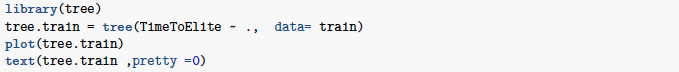 library(tree)
tree.train = tree(TimeToElite ~ ., data= train)
plot(tree.train)
text(tree.train ,pretty =0)